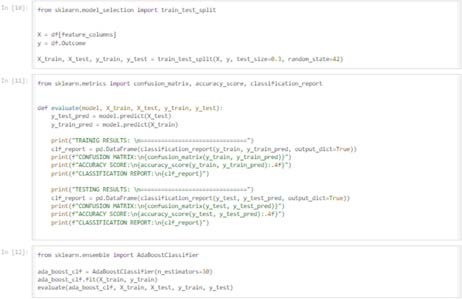 In [10]:
from sklearn.model_selection import train_test_split
X = df[feature_columns]
y = df.Outcome
X_train, X_test, y_train, y_test = train_test_split(X, y, test_size=0.3, random_state=42)
In [11]:
from sklearn.metrics import confusion_matrix, accuracy_score, classification_report
def evaluate(model, X_train, X_test, y_train, y_test):
    y_test_pred = model.predict(X_test)
    y_train_pred = model.predict(X_train)
    print("TRAINIG RESULTS: \n===============================")
    clf_report = pd.DataFrame(classification_report(y_train, y_train_pred, output_dict=True))
    print(f"CONFUSION MATRIX:\n{confusion_matrix(y_train, y_train_pred)}")
    print(f"ACCURACY SCORE:\n{accuracy_score(y_train, y_train_pred):.4f}")
    print(f"CLASSIFICATION REPORT:\n{clf_report}")
    print("TESTING RESULTS: \n===============================")
    clf_report = pd.DataFrame(classification_report(y_test, y_test_pred, output_dict=True))
    print(f"CONFUSION MATRIX:\n{confusion_matrix(y_test, y_test_pred)}")
    print(f"ACCURACY SCORE:\n{accuracy_score(y_test, y_test_pred):.4f}")
    print(f"CLASSIFICATION REPORT:\n{clf_report}")
In [12]:
from sklearn.ensemble import AdaBoostClassifier
ada_boost_clf = AdaBoostClassifier(n_estimators=30)
ada_boost_clf.fit(X_train, y_train)
evaluate(ada_boost_clf, X_train, X_test, y_train, y_test)